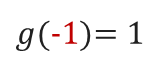 g(-1)= 1